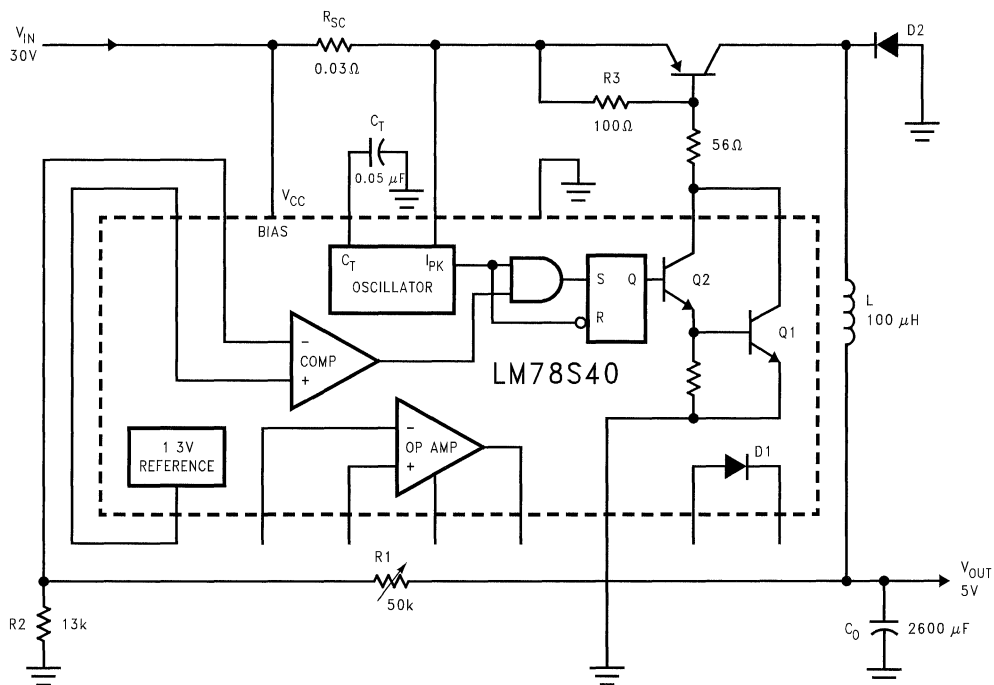 V_IN
30V
R_SC
0.03Ω
D2
R3
100Ω
C_T
0.05 µF
56Ω
V_CC
BIAS
C_T
I_PK
OSCILLATOR
S
Q
R
Q2
Q1
L
100 µH
−
COMP
+
LM78S40
1 3V
REFERENCE
−
OP AMP
+
D1
R1
50k
V_OUT
5V
R2
13k
C_O
2600 µF